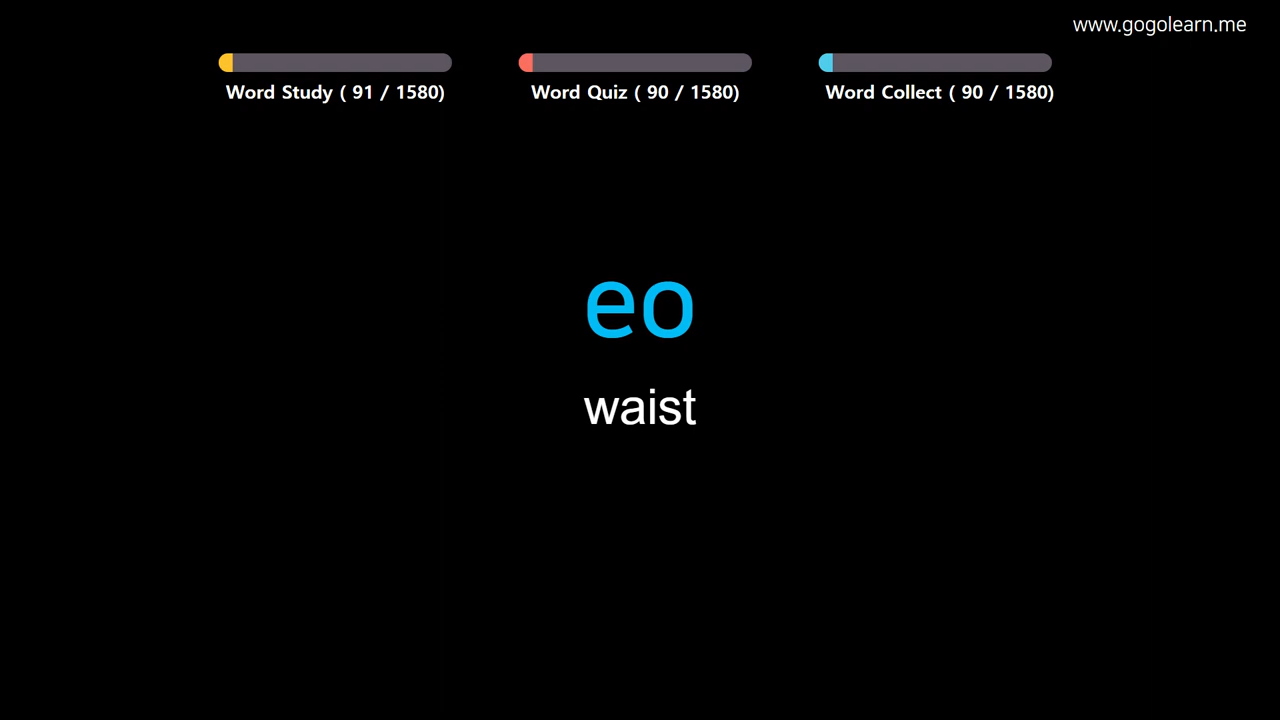 www.gogolearn.me
Word Study ( 91 / 1580)
Word Quiz ( 90 / 1580)
Word Collect ( 90 / 1580)
eo
waist